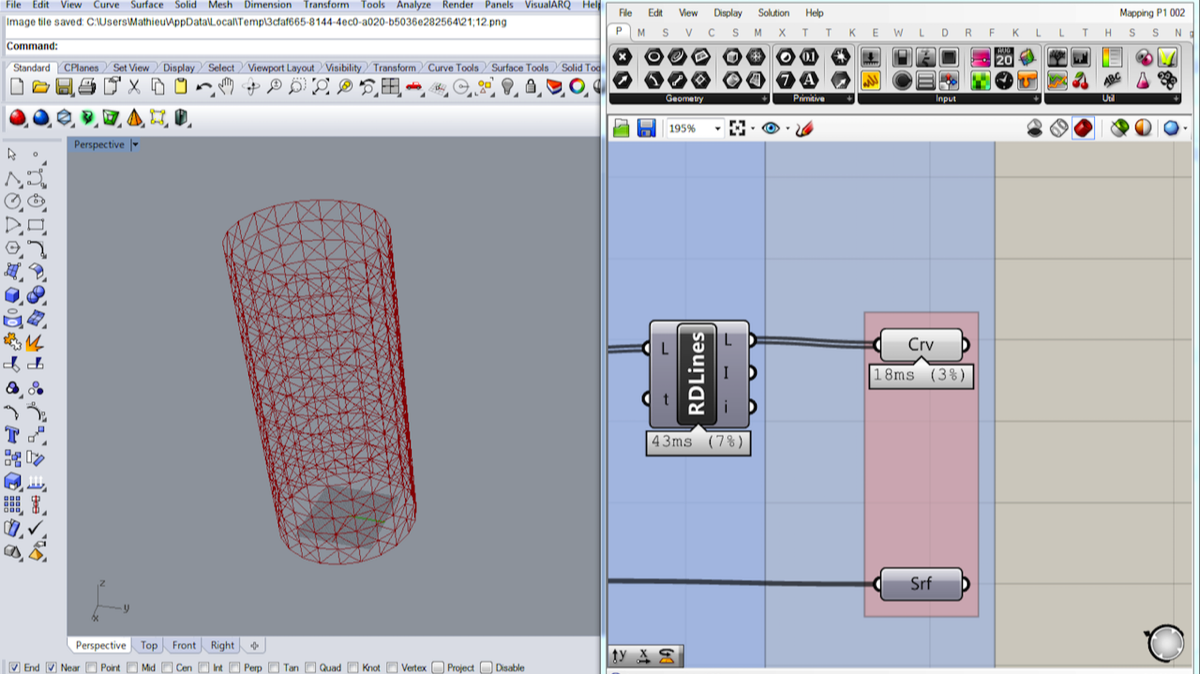 File Edit View Curve Surface Solid Mesh Dimension Transform Tools Analyze Render Panels VisualARQ Help
Image file saved: C:\Users\Mathieu\AppData\Local\Temp\3cfaf665-8144-4ec0-a020-b5036e282564\21;12.png
Command:
Standard CPlanes Set View Display Select Viewport Layout Visibility Transform Curve Tools Surface Tools Solid Too
Perspective
z
y
x
Perspective Top Front Right
End Near Point Mid Cen Int Perp Tan Quad Knot Vertex Project Disable
File Edit View Display Solution Help Mapping P1 002
P M S V C S M X T T K E W L D R F K L L T H S S N
AUG
20
Geometry Primitive Input Util
195%
L RDLines L
t I
i
43ms (7%)
Crv
18ms (3%)
Srf